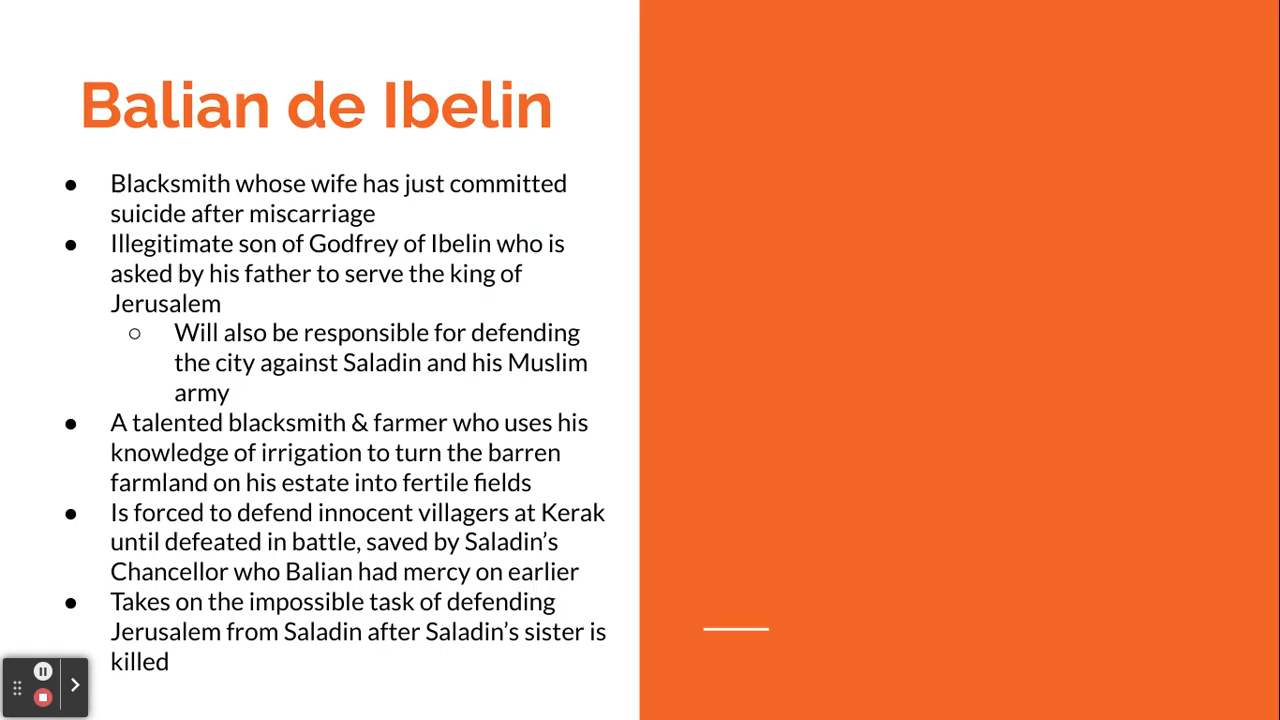 Balian de Ibelin
● Blacksmith whose wife has just committed
suicide after miscarriage
● Illegitimate son of Godfrey of Ibelin who is
asked by his father to serve the king of
Jerusalem
○ Will also be responsible for defending
the city against Saladin and his Muslim
army
● A talented blacksmith & farmer who uses his
knowledge of irrigation to turn the barren
farmland on his estate into fertile fields
● Is forced to defend innocent villagers at Kerak
until defeated in battle, saved by Saladin’s
Chancellor who Balian had mercy on earlier
● Takes on the impossible task of defending
Jerusalem from Saladin after Saladin’s sister is
killed